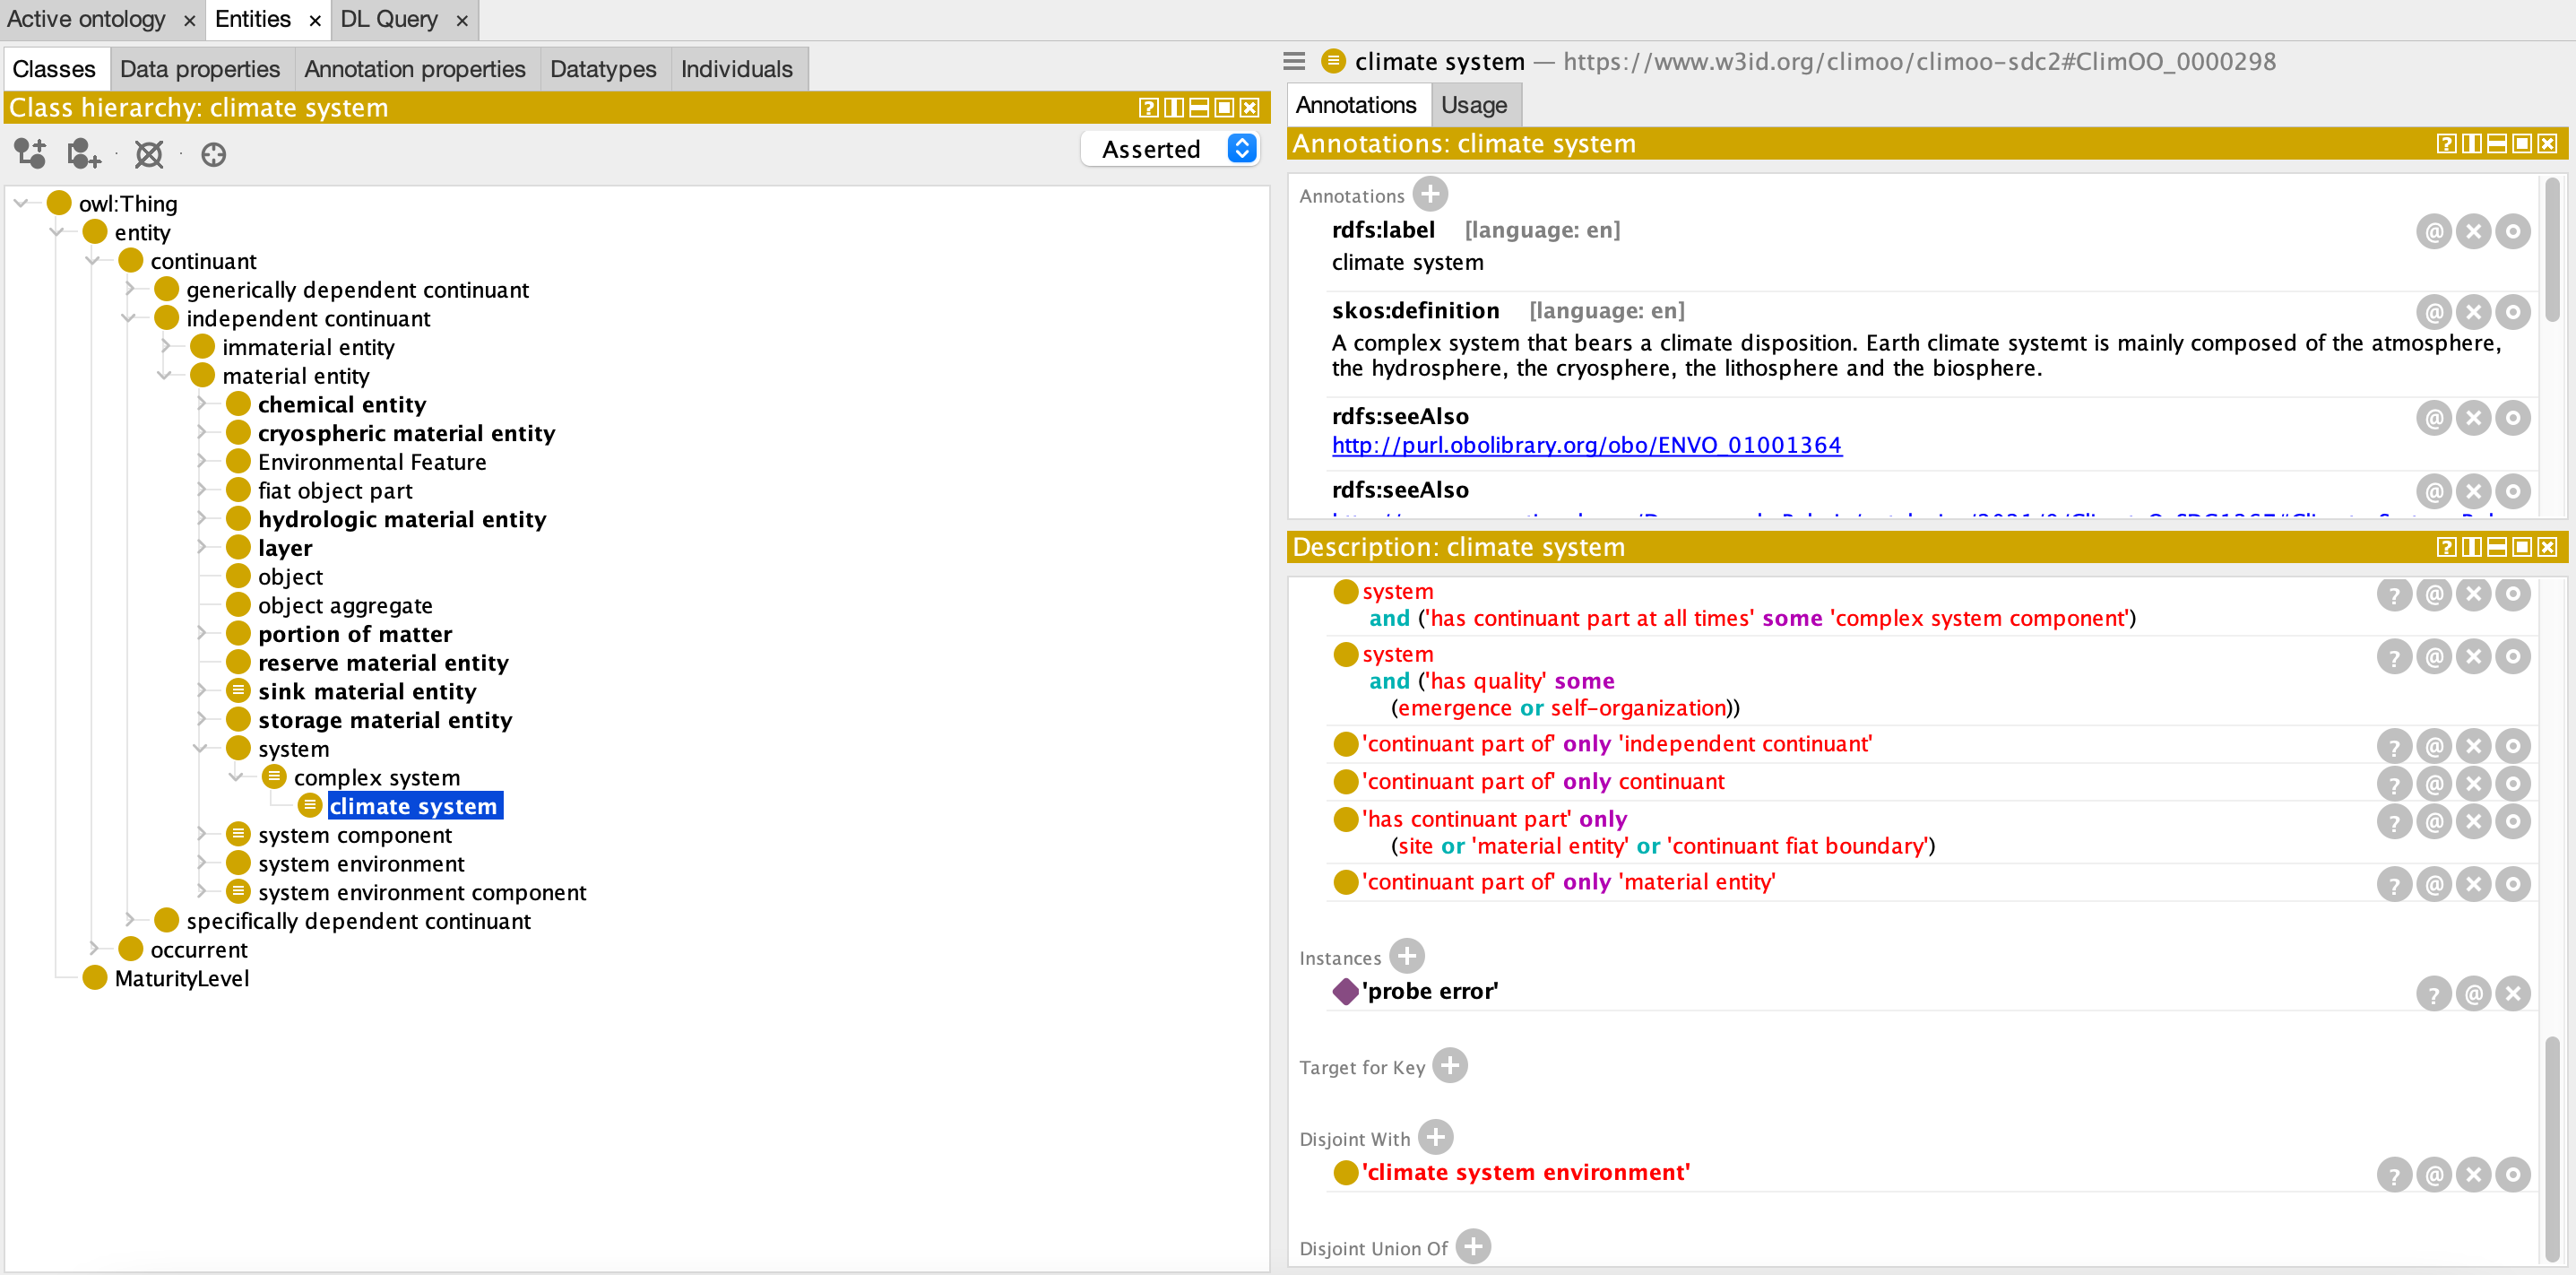 Active ontology × Entities × DL Query ×
Classes Data properties Annotation properties Datatypes Individuals
Class hierarchy: climate system
Asserted
owl:Thing
entity
continuant
generically dependent continuant
independent continuant
immaterial entity
material entity
chemical entity
cryospheric material entity
Environmental Feature
fiat object part
hydrologic material entity
layer
object
object aggregate
portion of matter
reserve material entity
sink material entity
storage material entity
system
complex system
climate system
system component
system environment
system environment component
specifically dependent continuant
occurrent
MaturityLevel
climate system — https://www.w3id.org/climoo/climoo-sdc2#ClimOO_0000298
Annotations Usage
Annotations: climate system
Annotations
rdfs:label [language: en]
climate system
skos:definition [language: en]
A complex system that bears a climate disposition. Earth climate systemt is mainly composed of the atmosphere,
the hydrosphere, the cryosphere, the lithosphere and the biosphere.
rdfs:seeAlso
http://purl.obolibrary.org/obo/ENVO_01001364
rdfs:seeAlso
Description: climate system
system
and ('has continuant part at all times' some 'complex system component')
system
and ('has quality' some
(emergence or self-organization))
'continuant part of' only 'independent continuant'
'continuant part of' only continuant
'has continuant part' only
(site or 'material entity' or 'continuant fiat boundary')
'continuant part of' only 'material entity'
Instances
'probe error'
Target for Key
Disjoint With
'climate system environment'
Disjoint Union Of